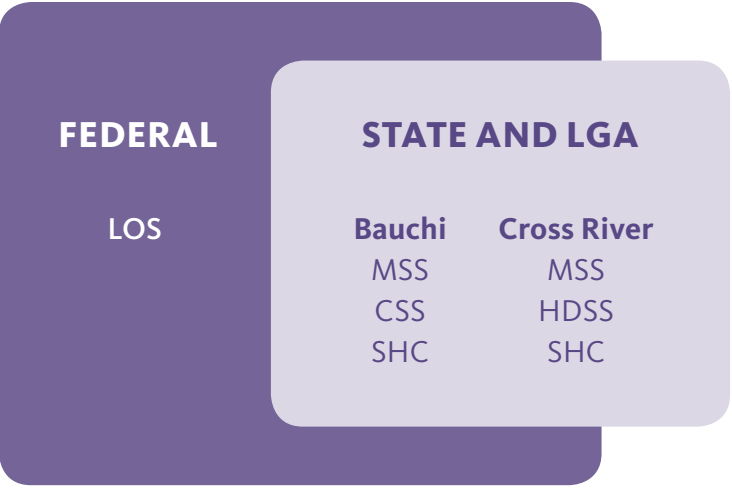 FEDERAL
LOS
STATE AND LGA
Bauchi Cross River
MSS MSS
CSS HDSS
SHC SHC